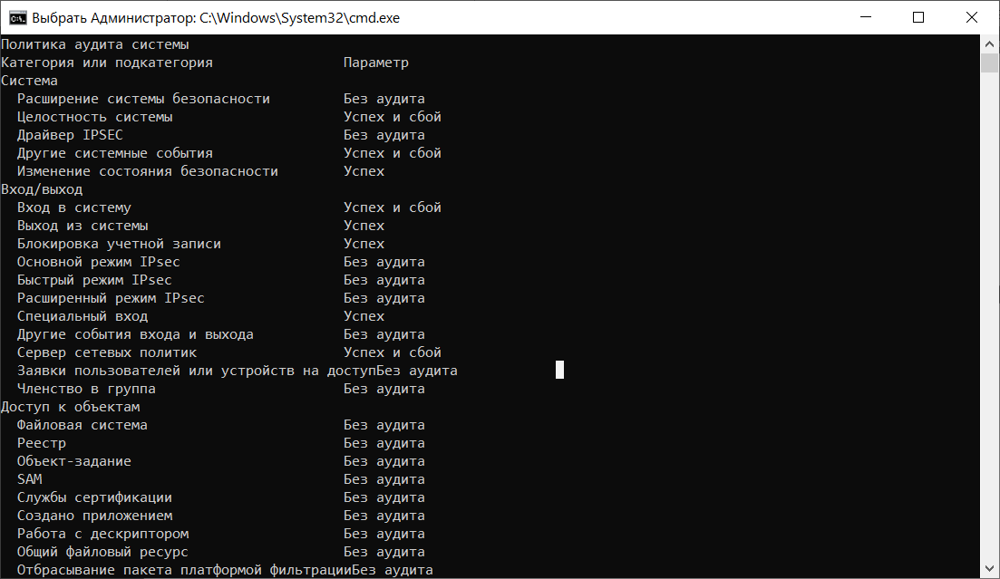 Выбрать Администратор: C:\Windows\System32\cmd.exe
Политика аудита системы
Категория или подкатегория Параметр
Система
Расширение системы безопасности Без аудита
Целостность системы Успех и сбой
Драйвер IPSEC Без аудита
Другие системные события Успех и сбой
Изменение состояния безопасности Успех
Вход/выход
Вход в систему Успех и сбой
Выход из системы Успех
Блокировка учетной записи Успех
Основной режим IPsec Без аудита
Быстрый режим IPsec Без аудита
Расширенный режим IPsec Без аудита
Специальный вход Успех
Другие события входа и выхода Без аудита
Сервер сетевых политик Успех и сбой
Заявки пользователей или устройств на доступБез аудита
Членство в группа Без аудита
Доступ к объектам
Файловая система Без аудита
Реестр Без аудита
Объект-задание Без аудита
SAM Без аудита
Службы сертификации Без аудита
Создано приложением Без аудита
Работа с дескриптором Без аудита
Общий файловый ресурс Без аудита
Отбрасывание пакета платформой фильтрацииБез аудита